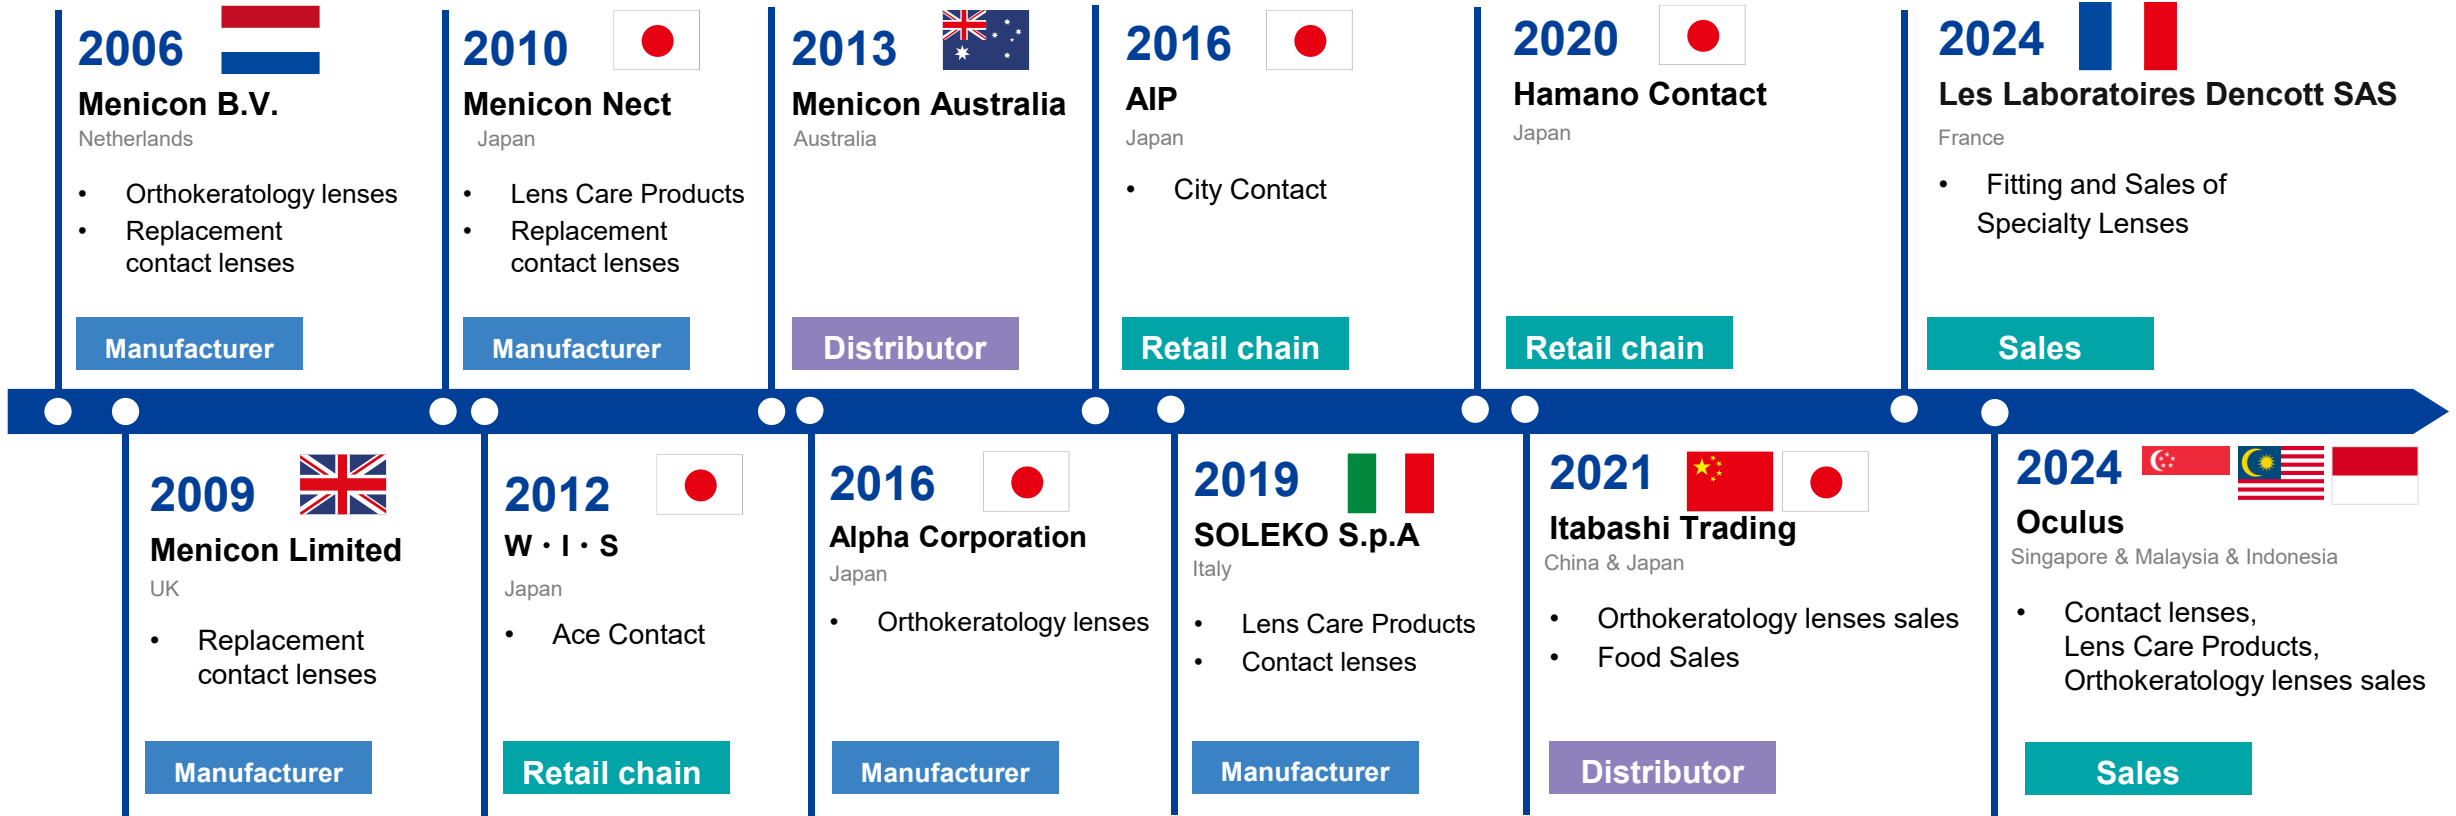 2006
Menicon B.V.
Netherlands
• Orthokeratology lenses
• Replacement
contact lenses
Manufacturer
2010
Menicon Nect
Japan
• Lens Care Products
• Replacement
contact lenses
Manufacturer
2013
Menicon Australia
Australia
Distributor
2016
AIP
Japan
• City Contact
Retail chain
2020
Hamano Contact
Japan
Retail chain
2024
Les Laboratoires Dencott SAS
France
• Fitting and Sales of
Specialty Lenses
Sales
2009
Menicon Limited
UK
• Replacement
contact lenses
Manufacturer
2012
W・I・S
Japan
• Ace Contact
Retail chain
2016
Alpha Corporation
Japan
• Orthokeratology lenses
Manufacturer
2019
SOLEKO S.p.A
Italy
• Lens Care Products
• Contact lenses
Manufacturer
2021
Itabashi Trading
China & Japan
• Orthokeratology lenses sales
• Food Sales
Distributor
2024
Oculus
Singapore & Malaysia & Indonesia
• Contact lenses,
Lens Care Products,
Orthokeratology lenses sales
Sales